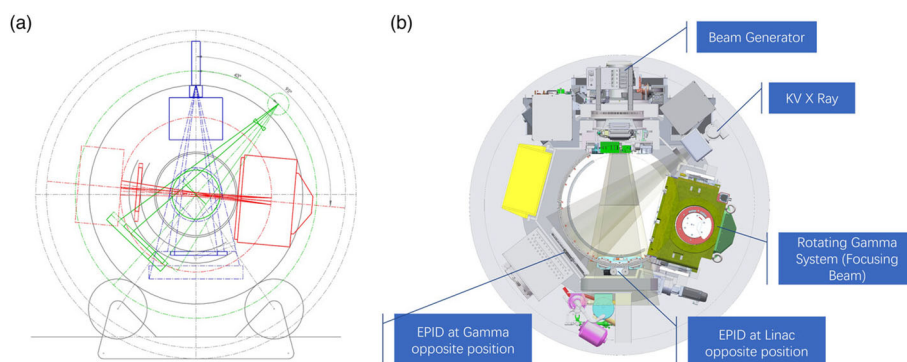 (a)
(b)
Beam Generator
KV X Ray
Rotating Gamma
System (Focusing
Beam)
EPID at Gamma
opposite position
EPID at Linac
opposite position